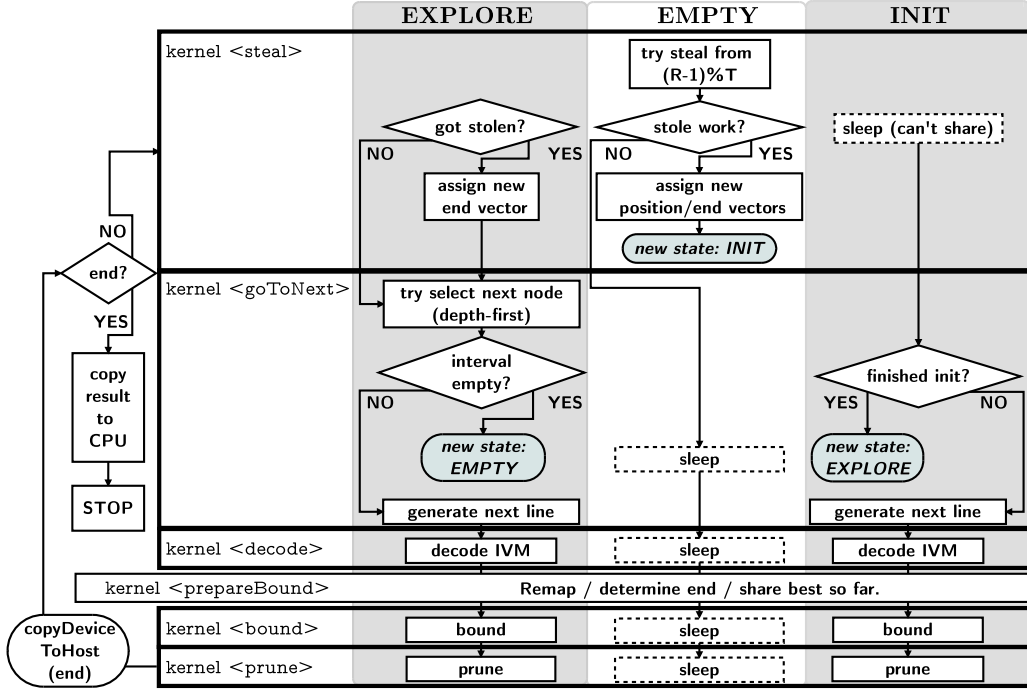 EXPLORE EMPTY INIT
kernel <steal>
try steal from
(R-1)%T
got stolen?
stole work?
sleep (can't share)
NO
YES
NO
YES
assign new
end vector
assign new
position/end vectors
new state: INIT
NO
end?
YES
copy
result
to
CPU
STOP
kernel <goToNext>
try select next node
(depth-first)
interval
empty?
finished init?
NO
YES
YES
NO
new state:
EMPTY
sleep
new state:
EXPLORE
generate next line
generate next line
kernel <decode>
decode IVM
sleep
decode IVM
kernel <prepareBound>
Remap / determine end / share best so far.
copyDevice
ToHost
(end)
kernel <bound>
bound
sleep
bound
kernel <prune>
prune
sleep
prune